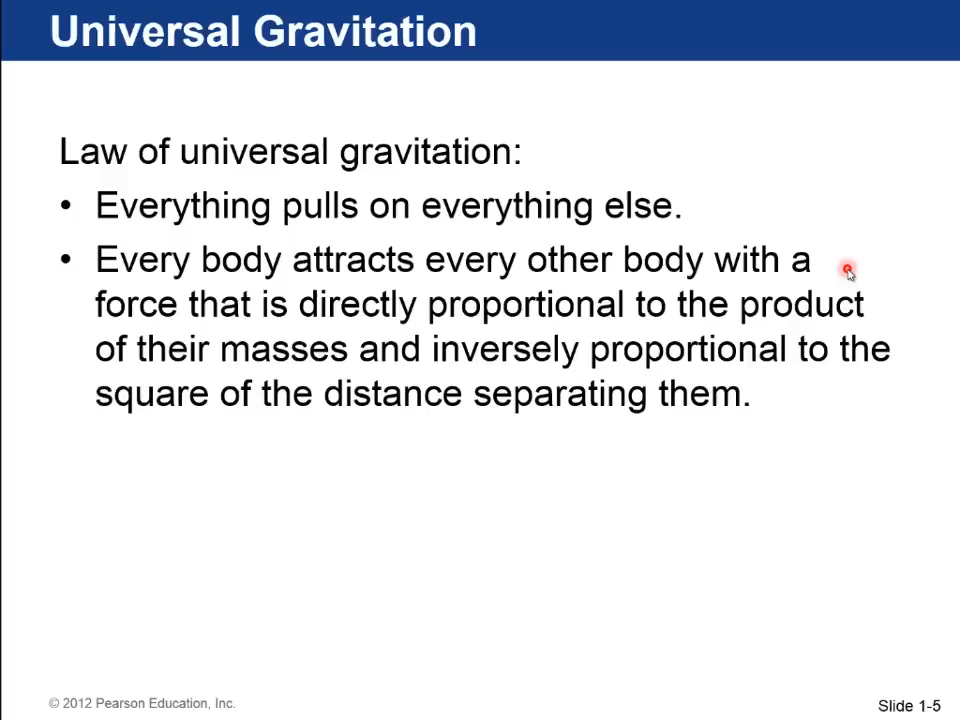 Universal Gravitation
Law of universal gravitation:
• Everything pulls on everything else.
• Every body attracts every other body with a
force that is directly proportional to the product
of their masses and inversely proportional to the
square of the distance separating them.
© 2012 Pearson Education, Inc.
Slide 1-5